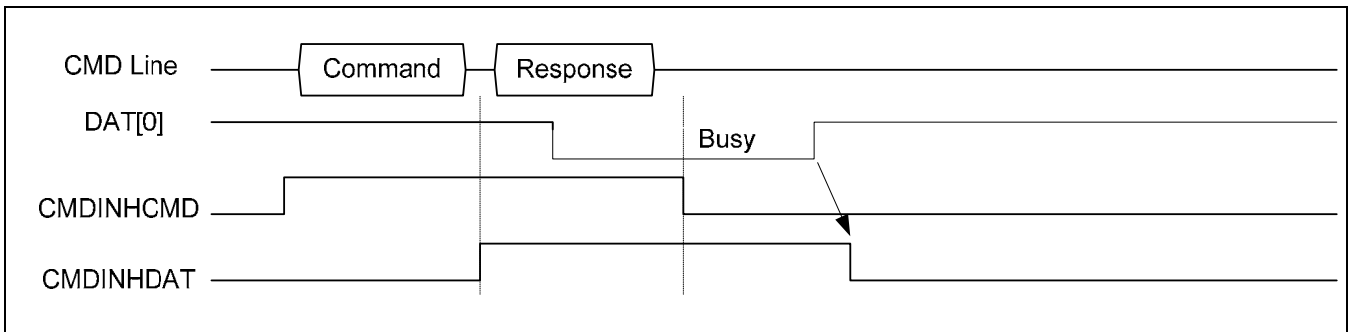 CMD Line
Command
Response
DAT[0]
Busy
CMDINHCMD
CMDINHDAT